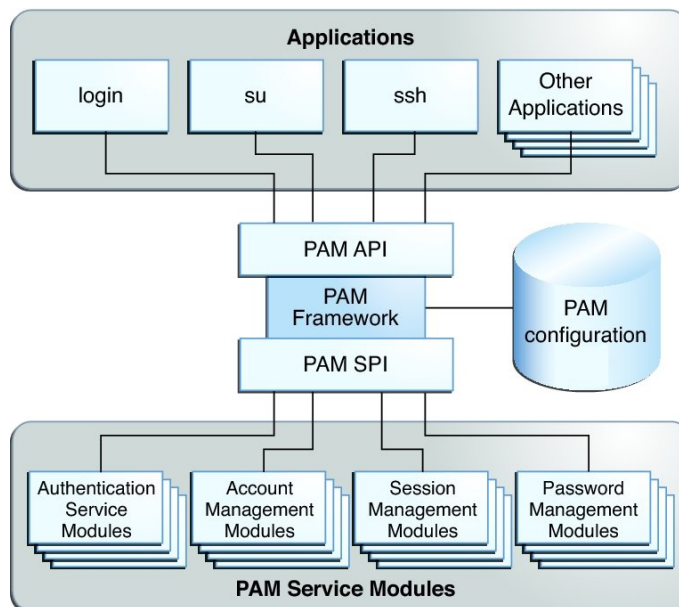 Applications
login
su
ssh
Other
Applications
PAM API
PAM
Framework
PAM SPI
PAM
configuration
Authentication
Service
Modules
Account
Management
Modules
Session
Management
Modules
Password
Management
Modules
PAM Service Modules